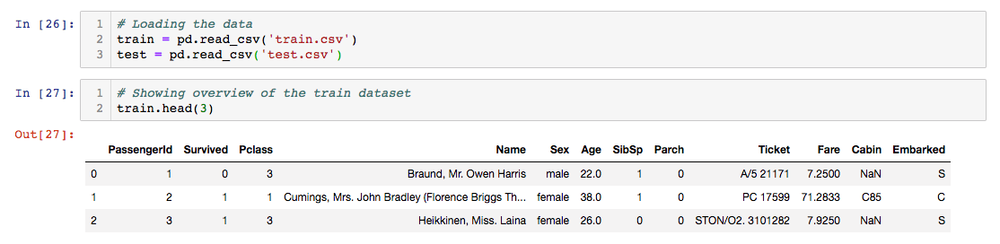 In [26]:
1 # Loading the data
2 train = pd.read_csv('train.csv')
3 test = pd.read_csv('test.csv')
In [27]:
1 # Showing overview of the train dataset
2 train.head(3)
Out[27]:
PassengerId Survived Pclass Name Sex Age SibSp Parch Ticket Fare Cabin Embarked
0 1 0 3 Braund, Mr. Owen Harris male 22.0 1 0 A/5 21171 7.2500 NaN S
1 2 1 1 Cumings, Mrs. John Bradley (Florence Briggs Th... female 38.0 1 0 PC 17599 71.2833 C85 C
2 3 1 3 Heikkinen, Miss. Laina female 26.0 0 0 STON/O2. 3101282 7.9250 NaN S